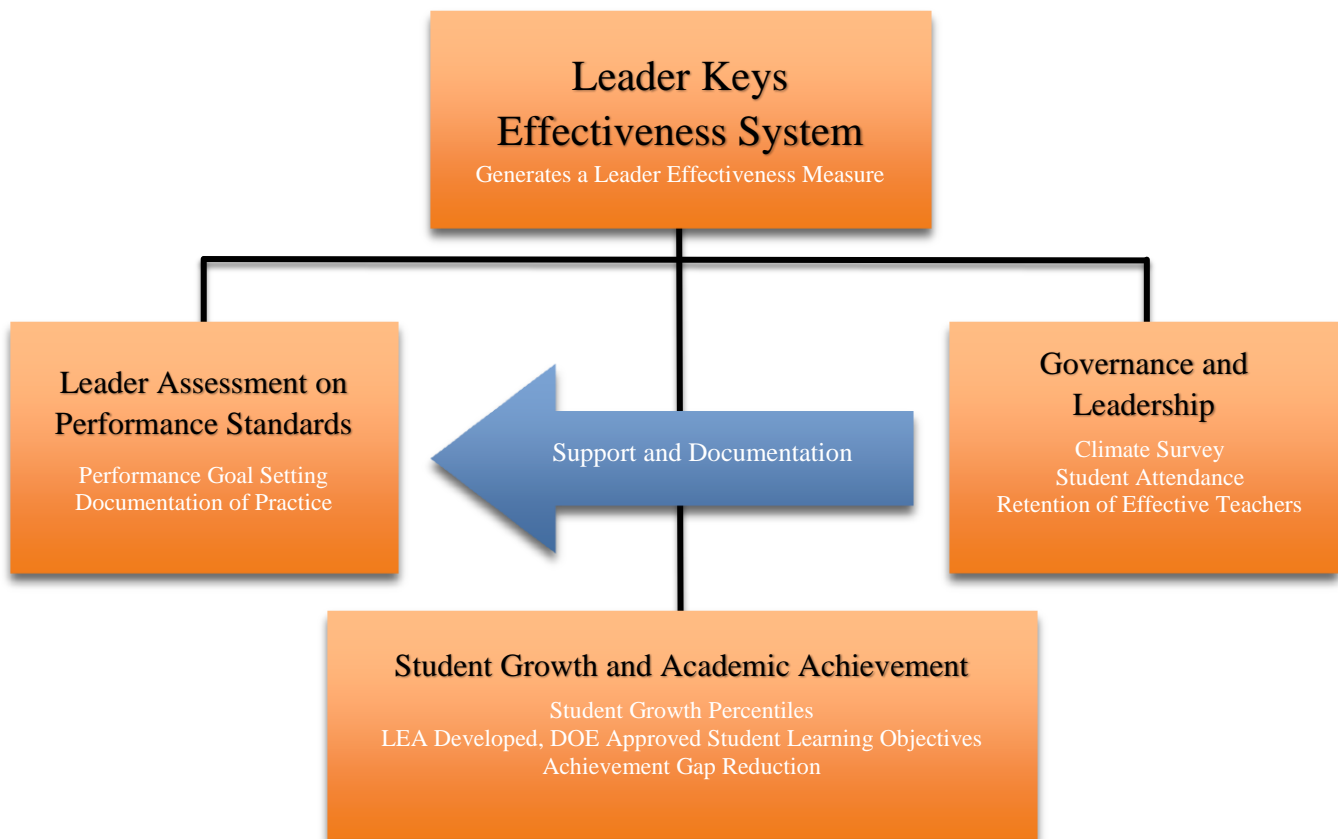 Leader Keys
Effectiveness System
Generates a Leader Effectiveness Measure
Leader Assessment on
Performance Standards
Performance Goal Setting
Documentation of Practice
Support and Documentation
Governance and
Leadership
Climate Survey
Student Attendance
Retention of Effective Teachers
Student Growth and Academic Achievement
Student Growth Percentiles
LEA Developed, DOE Approved Student Learning Objectives
Achievement Gap Reduction